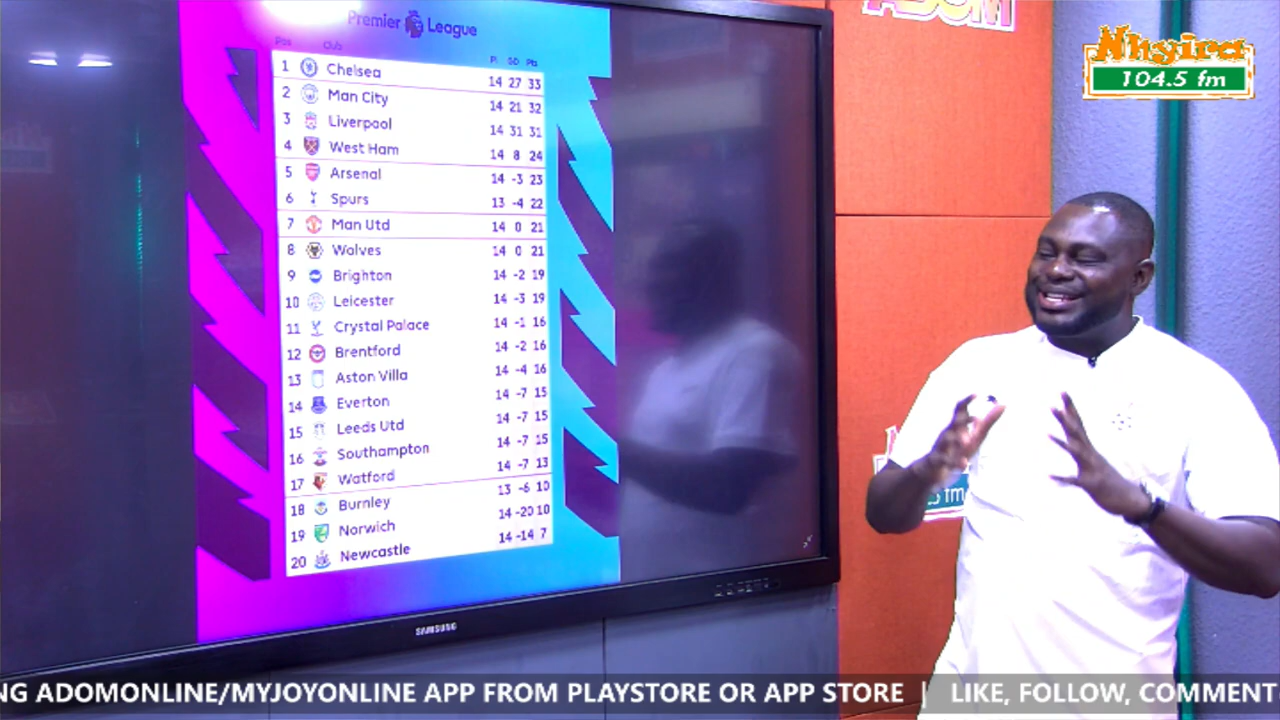 Premier League
Pos Club Pl GD Pts
1 Chelsea 14 27 33
2 Man City 14 21 32
3 Liverpool 14 31 31
4 West Ham 14 8 24
5 Arsenal 14 -3 23
6 Spurs 13 -4 22
7 Man Utd 14 0 21
8 Wolves 14 0 21
9 Brighton 14 -2 19
10 Leicester 14 -3 19
11 Crystal Palace 14 -1 16
12 Brentford 14 -2 16
13 Aston Villa 14 -4 16
14 Everton 14 -7 15
15 Leeds Utd 14 -7 15
16 Southampton 14 -7 15
17 Watford 14 -7 13
18 Burnley 13 -6 10
19 Norwich 14 -20 10
20 Newcastle 14 -14 7
SAMSUNG
ADOM
Nhyira
104.5 fm
.5 fm
NG ADOMONLINE/MYJOYONLINE APP FROM PLAYSTORE OR APP STORE | LIKE, FOLLOW, COMMENT